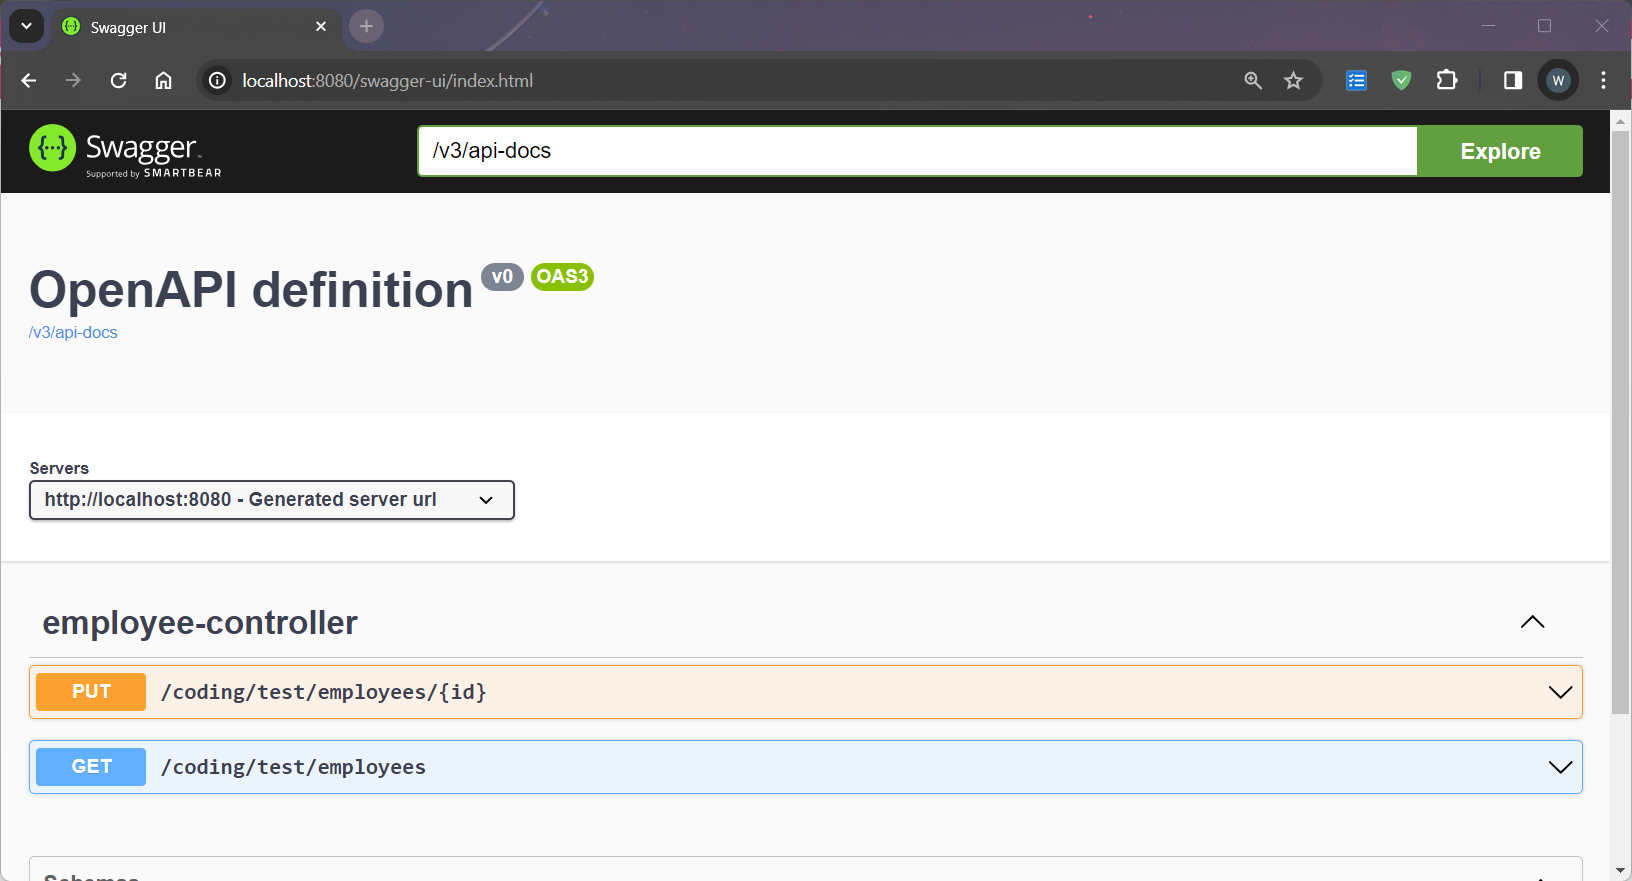 Swagger UI
localhost:8080/swagger-ui/index.html
W
Swagger
Supported by SMARTBEAR
/v3/api-docs
Explore
OpenAPI definition v0 OAS3
/v3/api-docs
Servers
http://localhost:8080 - Generated server url
employee-controller
PUT /coding/test/employees/{id}
GET /coding/test/employees
Schemas